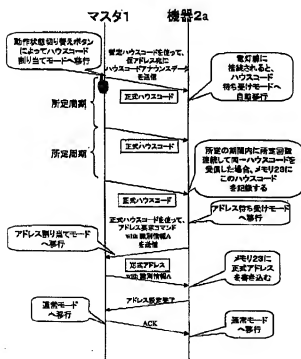 マスタ1
機器2a
動作状態切り替えボタン
によってハウスコード
割り当てモードへ移行
暫定ハウスコードを使って、
仮アドレス宛に
ハウスコードアナウンスデータ
を送信
電灯線に
接続されると、
ハウスコード
待ち受けモードへ
自動移行
正式ハウスコード
所定周期
正式ハウスコード
所定周期
所定の期間内に所定回数
連続して同一ハウスコードを
受信した場合、メモリ23に
このハウスコード
を記録する
正式ハウスコード
正式ハウスコードを使って、
アドレス要求コマンド
with 識別情報A
を送信
アドレス待ち受けモード
へ移行
アドレス割り当てモード
へ移行
正式アドレス
with 識別情報A
メモリ23に
正式アドレス
を書き込む
アドレス設定完了
通常モード
へ移行
ACK
通常モード
へ移行